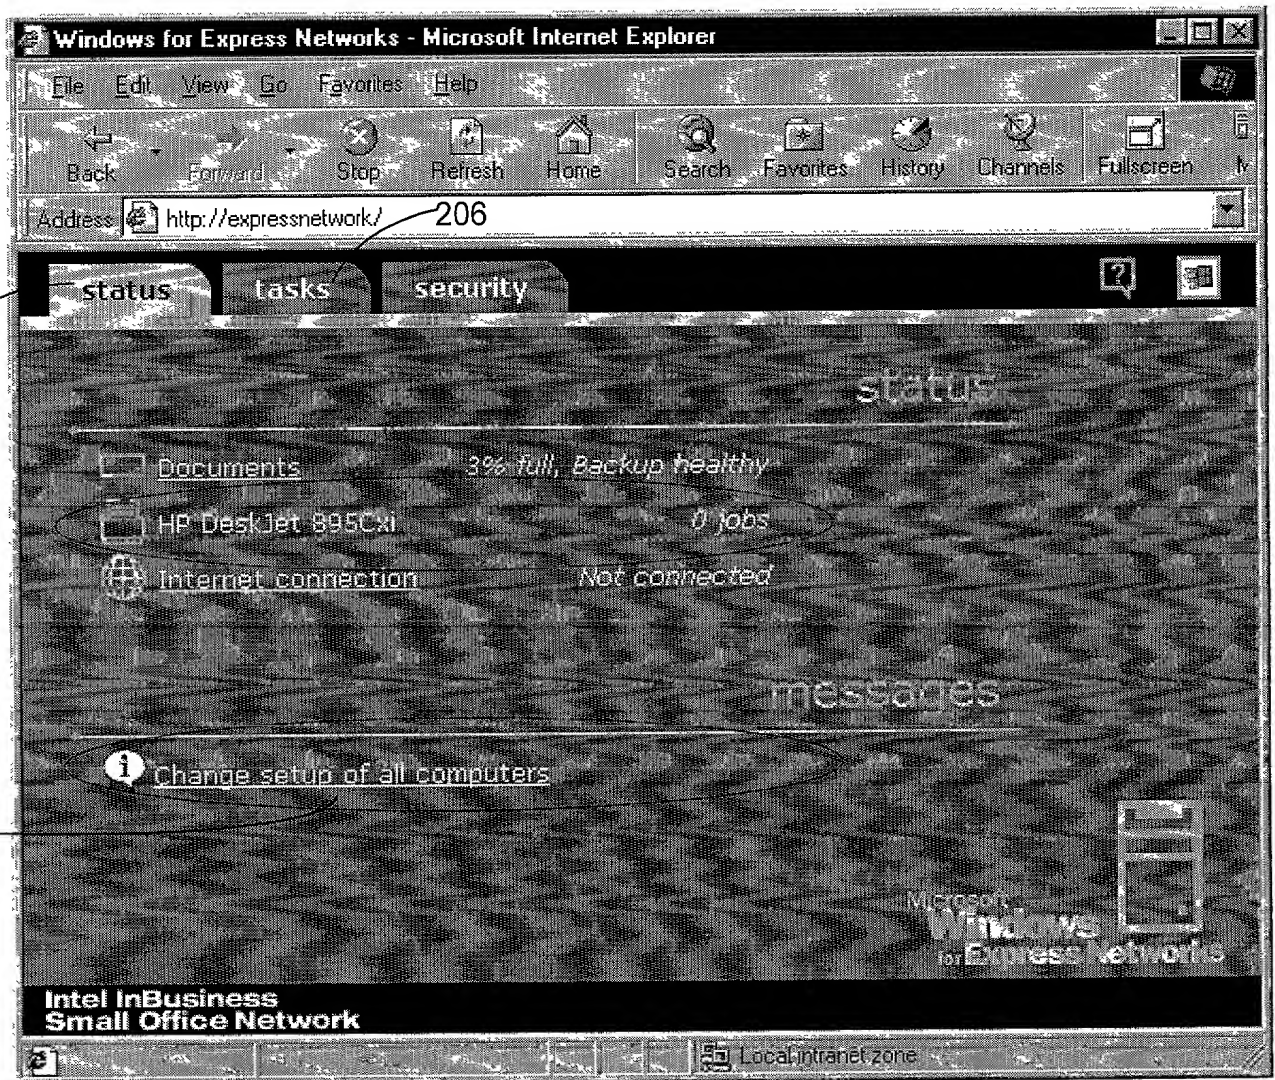 Windows for Express Networks - Microsoft Internet Explorer
File Edit View Go Favorites Help
Back Forward Stop Refresh Home Search Favorites History Channels Fullscreen
Address http://expressnetwork/ 206
status tasks security
status
Documents 3% full, Backup healthy
HP DeskJet 895Cxi 0 jobs
Internet connection Not connected
messages
Change setup of all computers
Microsoft
Windows
for Express Networks
Intel InBusiness
Small Office Network
Local intranet zone